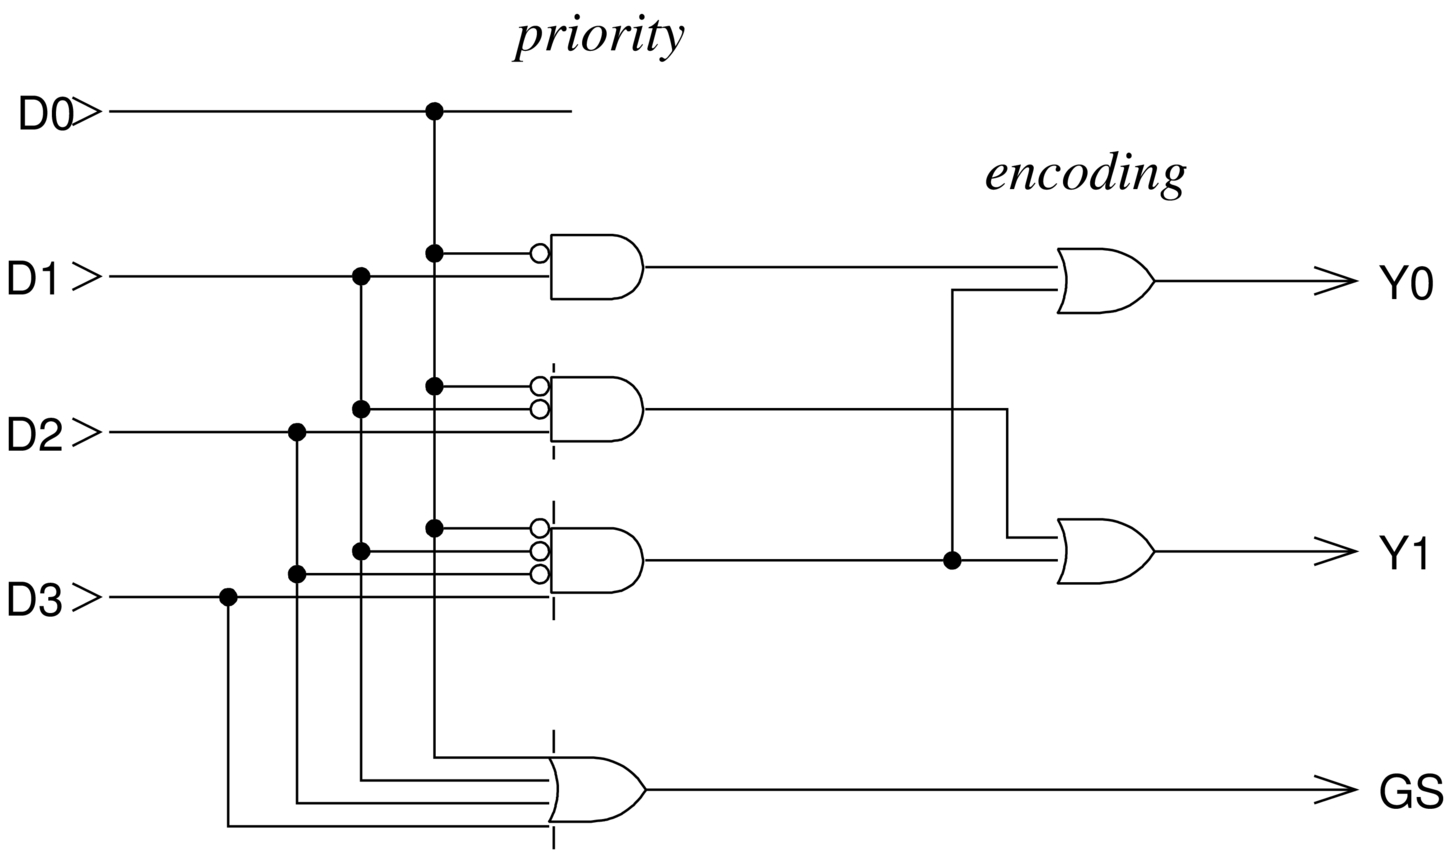 priority
D0
encoding
D1
Y0
D2
Y1
D3
GS